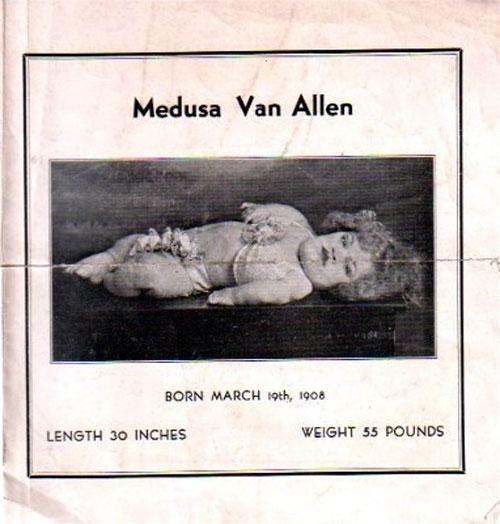 Medusa Van Allen
BORN MARCH 19th, 1908
LENGTH 30 INCHES
WEIGHT 55 POUNDS